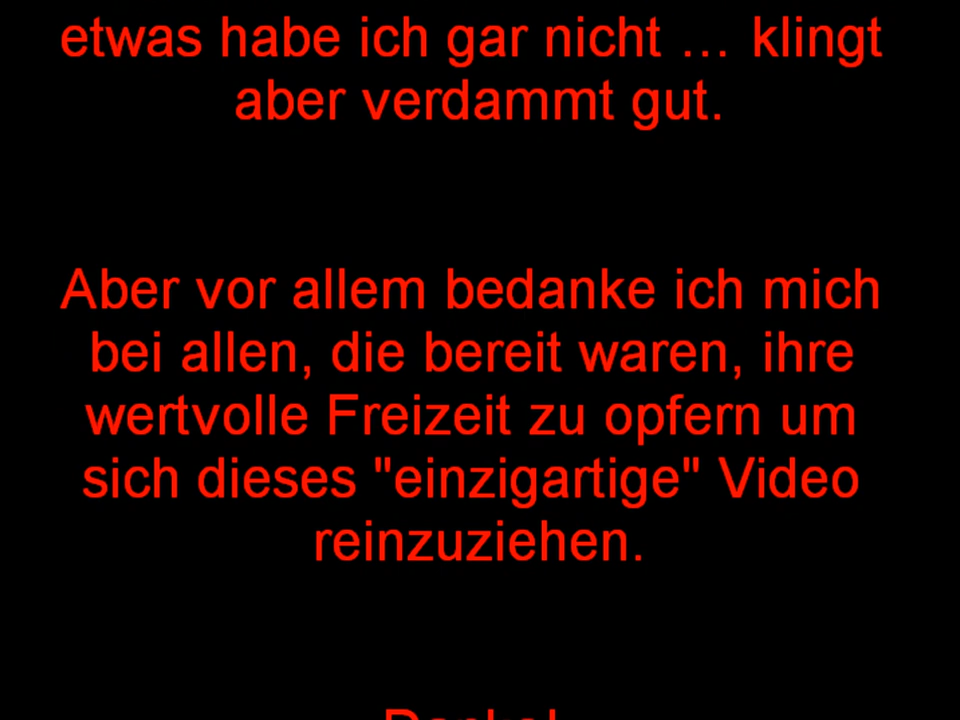 etwas habe ich gar nicht ... klingt
aber verdammt gut.
Aber vor allem bedanke ich mich
bei allen, die bereit waren, ihre
wertvolle Freizeit zu opfern um
sich dieses "einzigartige" Video
reinzuziehen.
Danke!